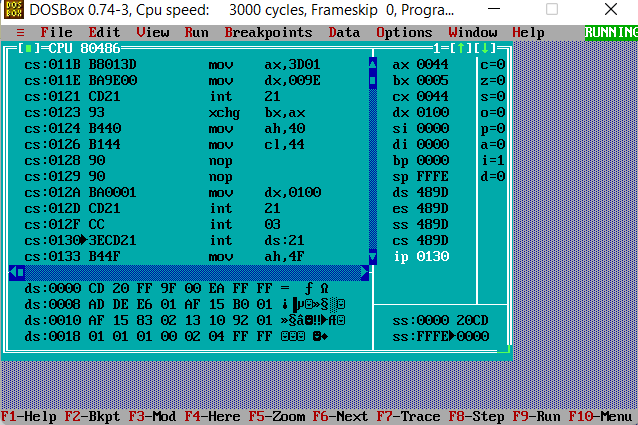 DOSBox 0.74-3, Cpu speed: 3000 cycles, Frameskip 0, Progra...
≡ File Edit View Run Breakpoints Data Options Window Help RUNNING
[■]=CPU 80486 1=[↑][↓]
cs:011B BB013D mov ax,3D01 ax 0044 c=0
cs:011E BA9E00 mov dx,009E bx 0005 z=0
cs:0121 CD21 int 21 cx 0044 s=0
cs:0123 93 xchg bx,ax dx 0100 o=0
cs:0124 B440 mov ah,40 si 0000 p=0
cs:0126 B144 mov cl,44 di 0000 a=0
cs:0128 90 nop bp 0000 i=1
cs:0129 90 nop sp FFFE d=0
cs:012A BA0001 mov dx,0100 ds 489D
cs:012D CD21 int 21 es 489D
cs:012F CC int 03 ss 489D
cs:0130►3ECD21 int ds:21 cs 489D
cs:0133 B44F mov ah,4F ip 0130
ds:0000 CD 20 FF 9F 00 EA FF FF = ƒ Ω
ds:0008 AD DE E6 01 AF 15 B0 01
ds:0010 AF 15 83 02 13 10 92 01 ss:0000 20CD
ds:0018 01 01 01 00 02 04 FF FF ss:FFFE►0000
F1-Help F2-Bkpt F3-Mod F4-Here F5-Zoom F6-Next F7-Trace F8-Step F9-Run F10-Menu